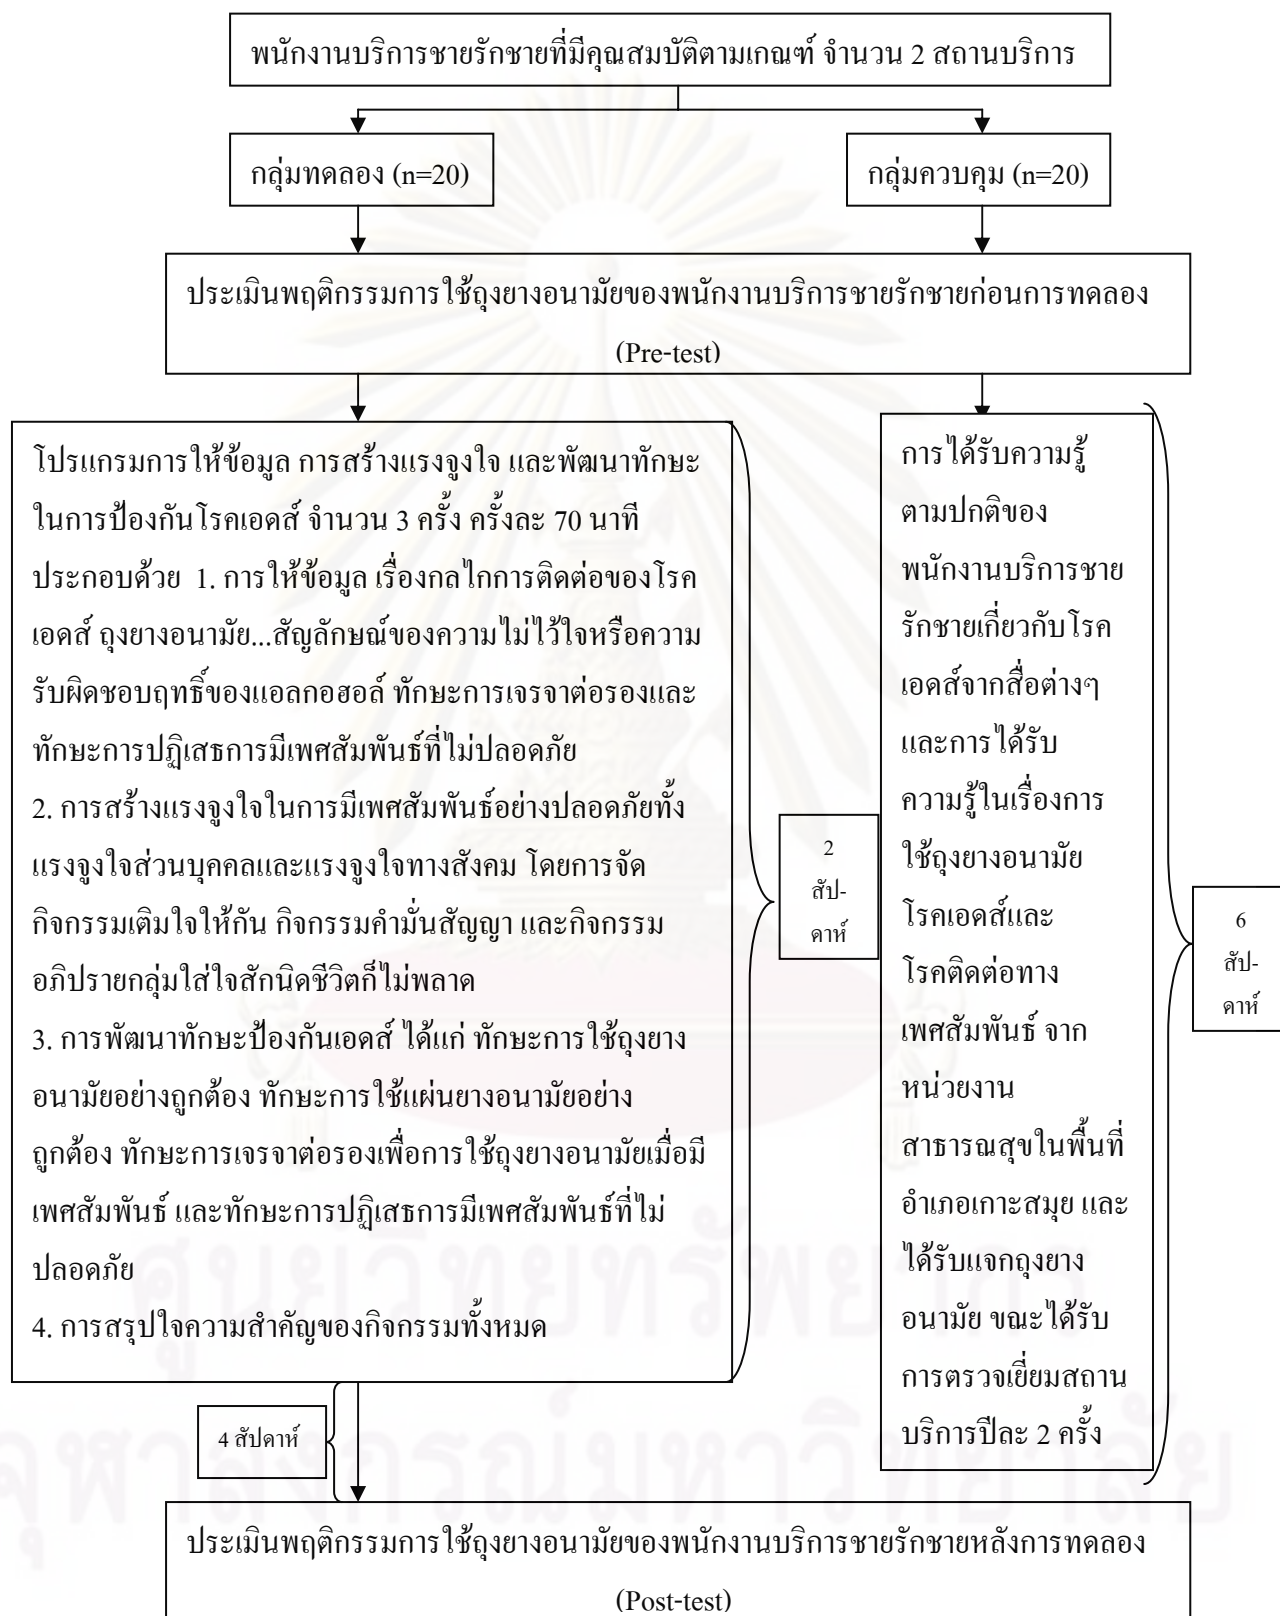 พนักงานบริการชายรักชายที่มีคุณสมบัติตามเกณฑ์ จำนวน 2 สถานบริการ
กลุ่มทดลอง (n=20)
กลุ่มควบคุม (n=20)
ประเมินพฤติกรรมการใช้ถุงยางอนามัยของพนักงานบริการชายรักชายก่อนการทดลอง
(Pre-test)
โปรแกรมการให้ข้อมูล การสร้างแรงจูงใจ และพัฒนาทักษะ
ในการป้องกันโรคเอดส์ จำนวน 3 ครั้ง ครั้งละ 70 นาที
ประกอบด้วย 1. การให้ข้อมูล เรื่องกลไกการติดต่อของโรค
เอดส์ ถุงยางอนามัย...สัญลักษณ์ของความไม่ไว้ใจหรือความ
รับผิดชอบฤทธิ์ของแอลกอฮอล์ ทักษะการเจรจาต่อรองและ
ทักษะการปฏิเสธการมีเพศสัมพันธ์ที่ไม่ปลอดภัย
2. การสร้างแรงจูงใจในการมีเพศสัมพันธ์อย่างปลอดภัยทั้ง
แรงจูงใจส่วนบุคคลและแรงจูงใจทางสังคม โดยการจัด
กิจกรรมเติมใจให้กัน กิจกรรมคำมั่นสัญญา และกิจกรรม
อภิปรายกลุ่มใส่ใจสักนิดชีวิตก็ไม่พลาด
3. การพัฒนาทักษะป้องกันเอดส์ ได้แก่ ทักษะการใช้ถุงยาง
อนามัยอย่างถูกต้อง ทักษะการใช้แผ่นยางอนามัยอย่าง
ถูกต้อง ทักษะการเจรจาต่อรองเพื่อการใช้ถุงยางอนามัยเมื่อมี
เพศสัมพันธ์ และทักษะการปฏิเสธการมีเพศสัมพันธ์ที่ไม่
ปลอดภัย
4. การสรุปใจความสำคัญของกิจกรรมทั้งหมด
2
สัป-
ดาห์
การได้รับความรู้
ตามปกติของ
พนักงานบริการชาย
รักชายเกี่ยวกับโรค
เอดส์จากสื่อต่างๆ
และการได้รับ
ความรู้ในเรื่องการ
ใช้ถุงยางอนามัย
โรคเอดส์และ
โรคติดต่อทาง
เพศสัมพันธ์ จาก
หน่วยงาน
สาธารณสุขในพื้นที่
อำเภอเกาะสมุย และ
ได้รับแจกถุงยาง
อนามัย ขณะได้รับ
การตรวจเยี่ยมสถาน
บริการปีละ 2 ครั้ง
6
สัป-
ดาห์
4 สัปดาห์
ประเมินพฤติกรรมการใช้ถุงยางอนามัยของพนักงานบริการชายรักชายหลังการทดลอง
(Post-test)
ศูนย์วิทยทรัพยากร
จุฬาลงกรณ์มหาวิทยาลัย